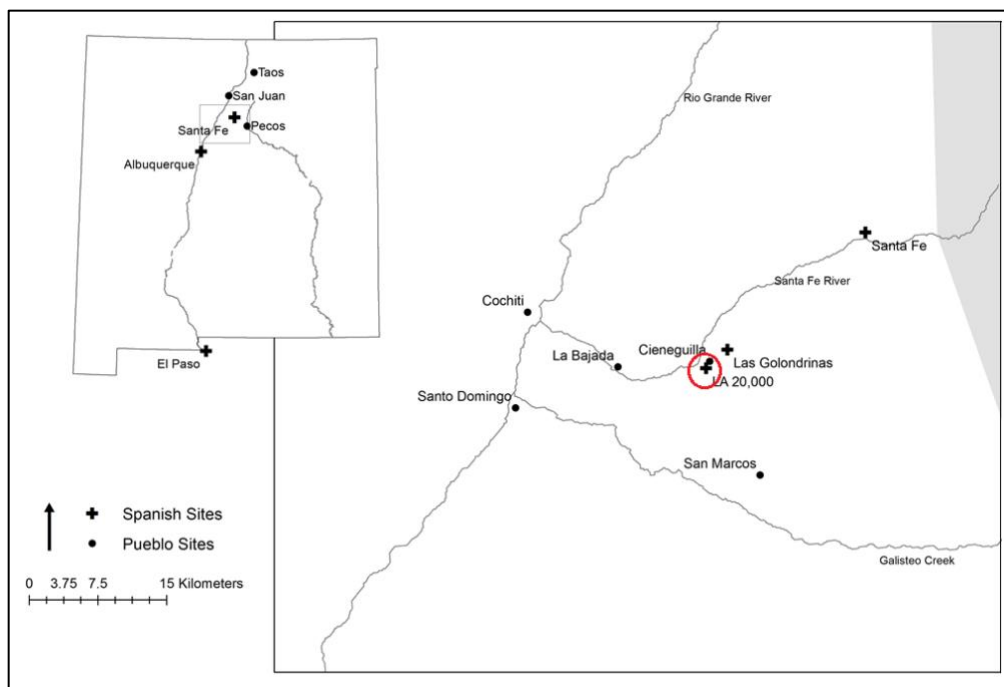 Taos
San Juan
Santa Fe
Pecos
Albuquerque
El Paso
Rio Grande River
Santa Fe
Santa Fe River
Cochiti
La Bajada
Cieneguilla
Las Golondrinas
LA 20,000
Santo Domingo
San Marcos
Galisteo Creek
Spanish Sites
Pueblo Sites
0 3.75 7.5 15 Kilometers